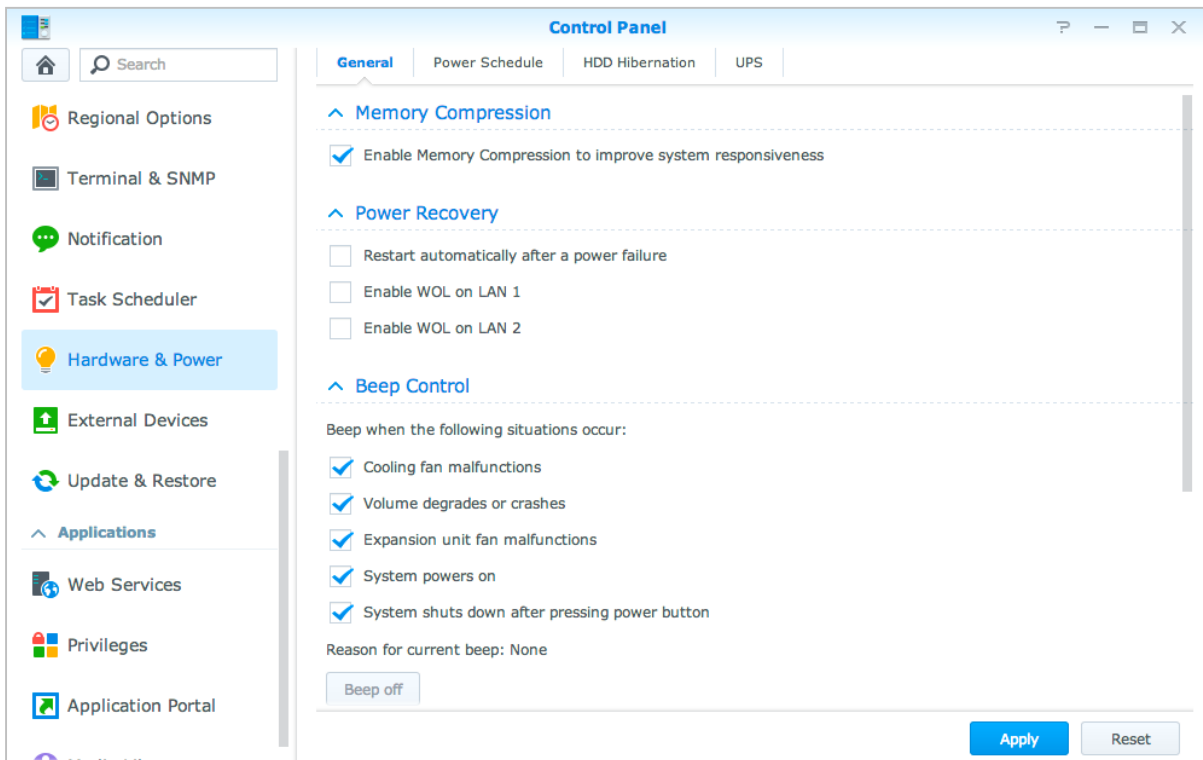 Control Panel
Search
Regional Options
Terminal & SNMP
Notification
Task Scheduler
Hardware & Power
External Devices
Update & Restore
Applications
Web Services
Privileges
Application Portal
General Power Schedule HDD Hibernation UPS
Memory Compression
Enable Memory Compression to improve system responsiveness
Power Recovery
Restart automatically after a power failure
Enable WOL on LAN 1
Enable WOL on LAN 2
Beep Control
Beep when the following situations occur:
Cooling fan malfunctions
Volume degrades or crashes
Expansion unit fan malfunctions
System powers on
System shuts down after pressing power button
Reason for current beep: None
Beep off
Apply Reset